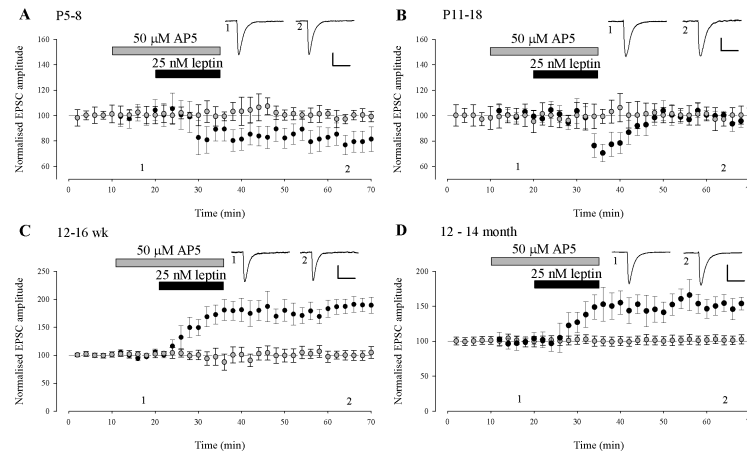 A P5-8
50 µM AP5
25 nM leptin
1 2
Normalised EPSC amplitude
160
140
120
100
80
60
1 2
0 10 20 30 40 50 60 70
Time (min)
B P11-18
50 µM AP5
25 nM leptin
1 2
Normalised EPSC amplitude
160
140
120
100
80
60
1 2
0 10 20 30 40 50 60 70
Time (min)
C 12-16 wk
50 µM AP5
25 nM leptin
1 2
Normalised EPSC amplitude
250
200
150
100
50
0
1 2
0 10 20 30 40 50 60 70
Time (min)
D 12 - 14 month
50 µM AP5
25 nM leptin
1 2
Normalised EPSC amplitude
200
150
100
50
0
1 2
0 10 20 30 40 50 60 70
Time (min)